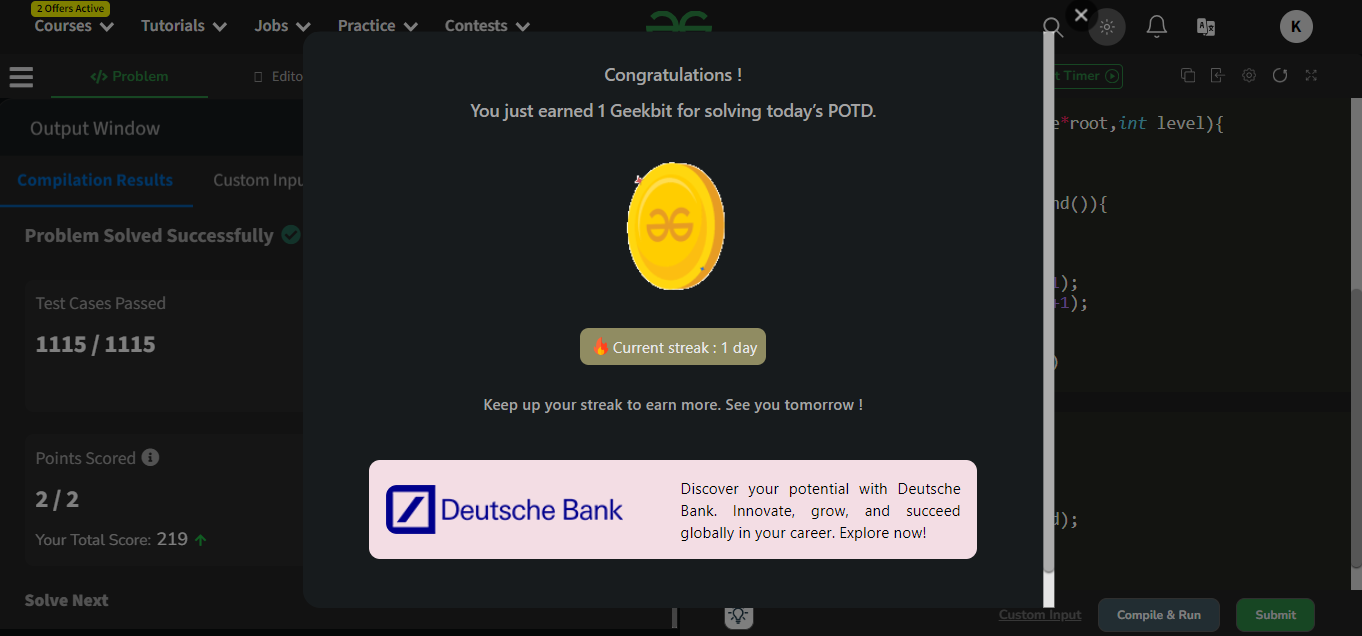 2 Offers Active
Courses Tutorials Jobs Practice Contests
K
</> Problem
Edito
t Timer
Output Window
Compilation Results Custom Inpu
Problem Solved Successfully
Test Cases Passed
1115 / 1115
Points Scored
2 / 2
Your Total Score: 219
Solve Next
Congratulations !
You just earned 1 Geekbit for solving today's POTD.
Current streak : 1 day
Keep up your streak to earn more. See you tomorrow !
Deutsche Bank
Discover your potential with Deutsche
Bank. Innovate, grow, and succeed
globally in your career. Explore now!
e*root,int level){
nd()){
1);
+1);
)
d);
Custom Input Compile & Run Submit